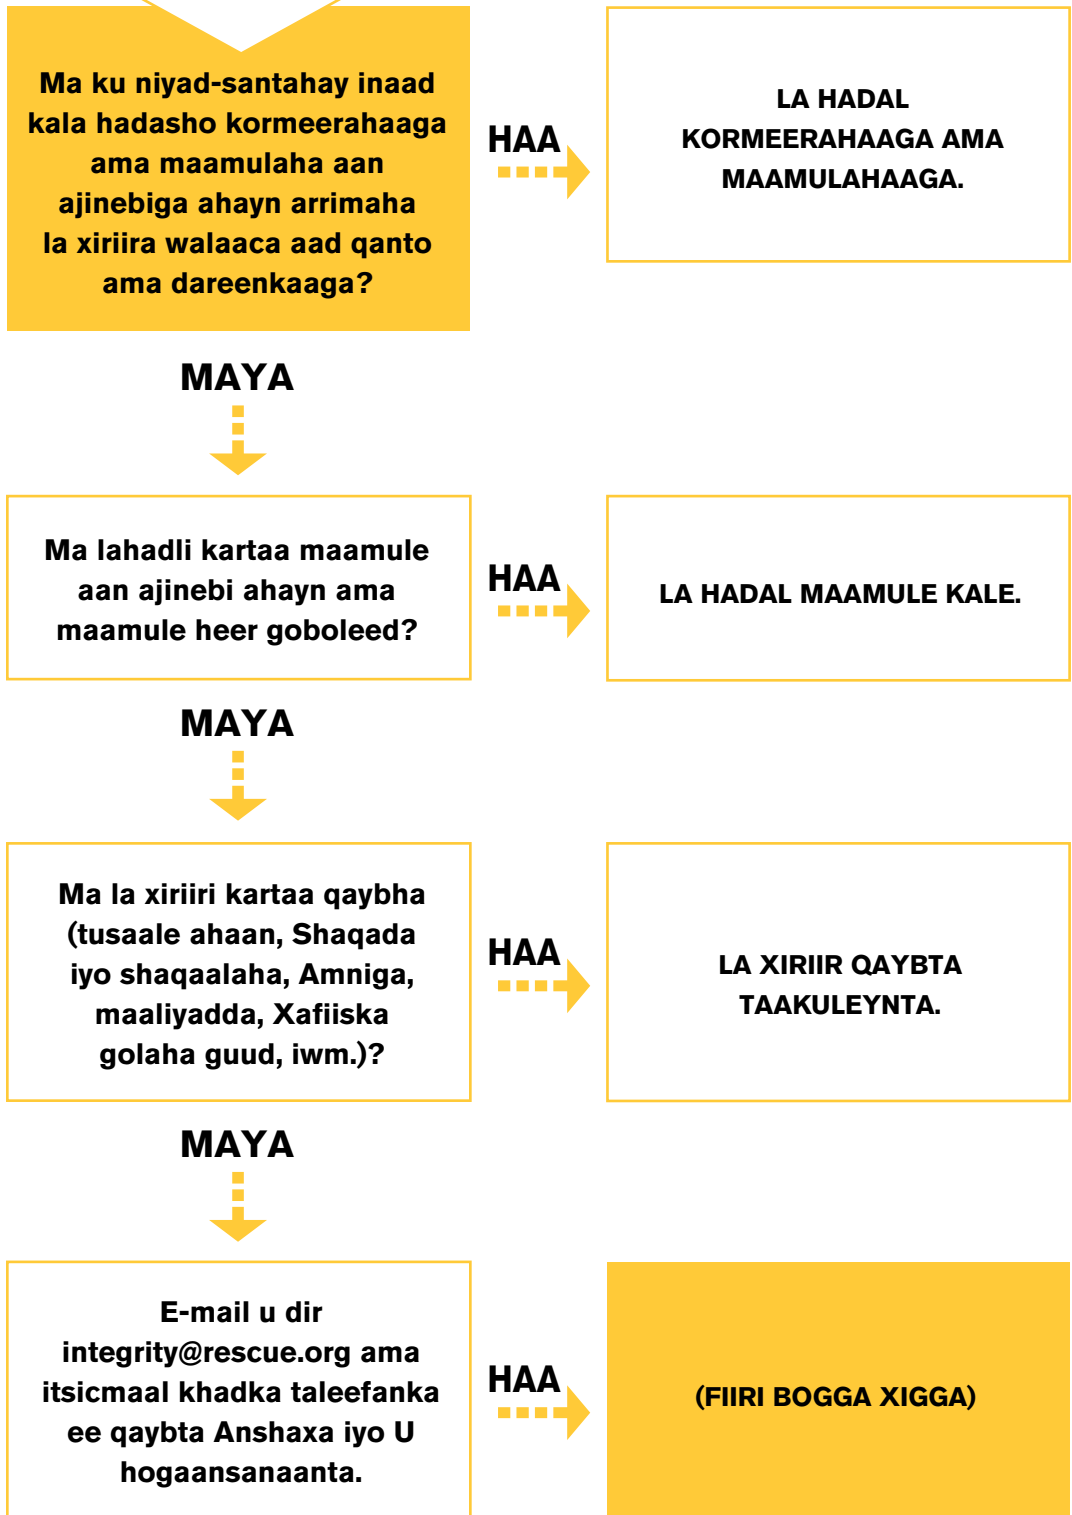 Ma ku niyad-santahay inaad
kala hadasho kormeerahaaga
ama maamulaha aan
ajinebiga ahayn arrimaha
la xiriira walaaca aad qanto
ama dareenkaaga?
HAA
LA HADAL
KORMEERAHAAGA AMA
MAAMULAHAAGA.
MAYA
Ma lahadli kartaa maamule
aan ajinebi ahayn ama
maamule heer goboleed?
HAA
LA HADAL MAAMULE KALE.
MAYA
Ma la xiriiri kartaa qaybha
(tusaale ahaan, Shaqada
iyo shaqaalaha, Amniga,
maaliyadda, Xafiiska
golaha guud, iwm.)?
HAA
LA XIRIIR QAYBTA
TAAKULEYNTA.
MAYA
E-mail u dir
integrity@rescue.org ama
itsicmaal khadka taleefanka
ee qaybta Anshaxa iyo U
hogaansanaanta.
HAA
(FIIRI BOGGA XIGGA)